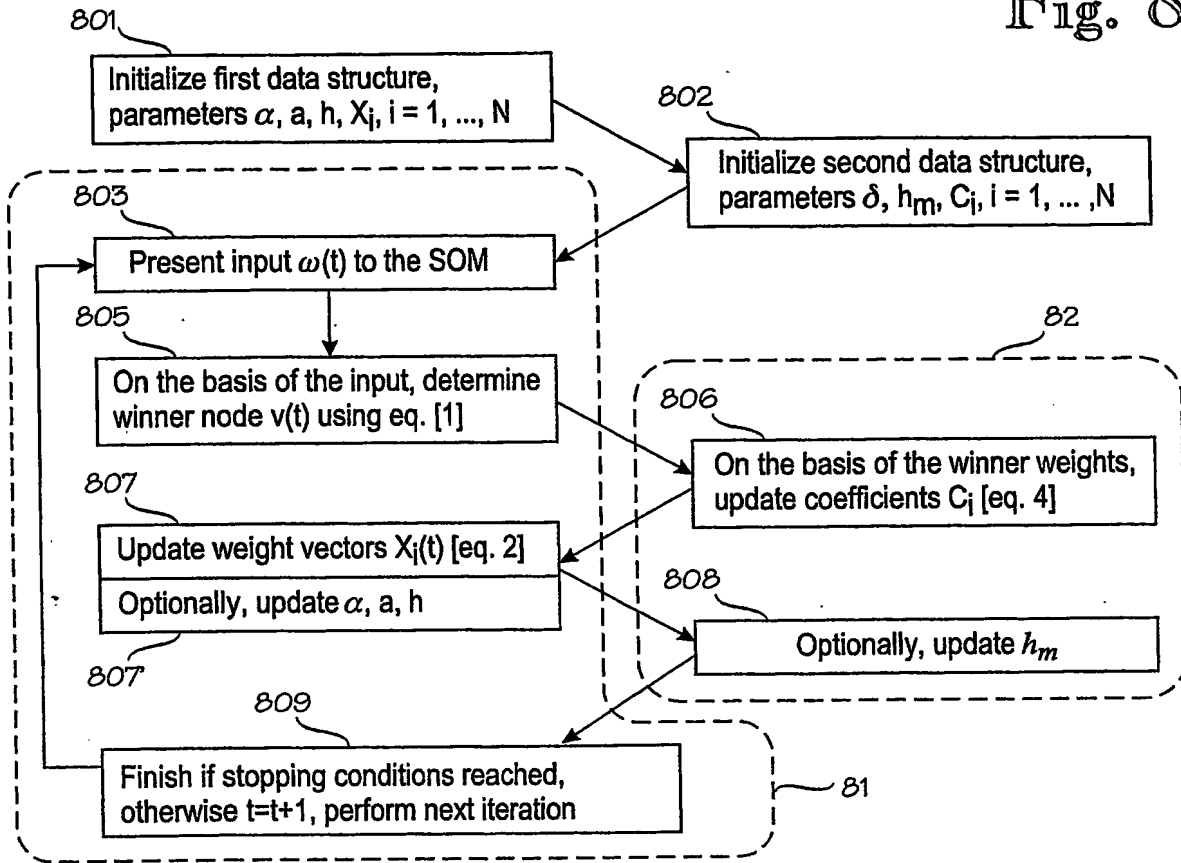 Fig. 8
801
Initialize first data structure,
parameters α, a, h, Xi, i = 1, ..., N
802
Initialize second data structure,
parameters δ, hm, Ci, i = 1, ... ,N
803
Present input ω(t) to the SOM
805
On the basis of the input, determine
winner node v(t) using eq. [1]
82
806
On the basis of the winner weights,
update coefficients Ci [eq. 4]
807
Update weight vectors Xi(t) [eq. 2]
Optionally, update α, a, h
807'
808
Optionally, update hm
809
Finish if stopping conditions reached,
otherwise t=t+1, perform next iteration
81